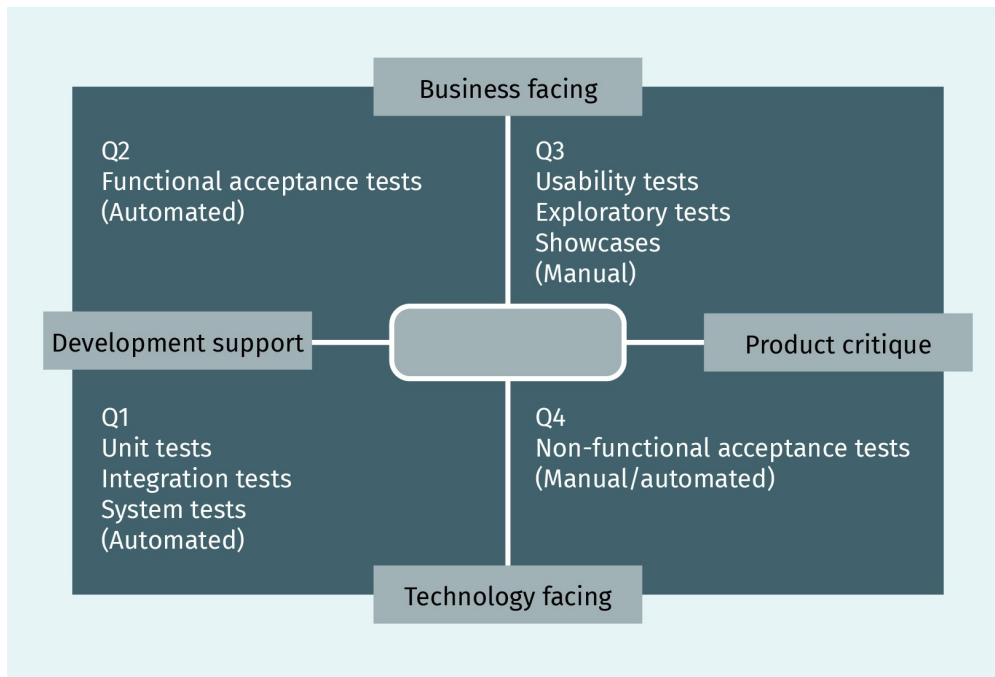 Business facing
Q2
Functional acceptance tests
(Automated)
Q3
Usability tests
Exploratory tests
Showcases
(Manual)
Development support
Product critique
Q1
Unit tests
Integration tests
System tests
(Automated)
Q4
Non-functional acceptance tests
(Manual/automated)
Technology facing